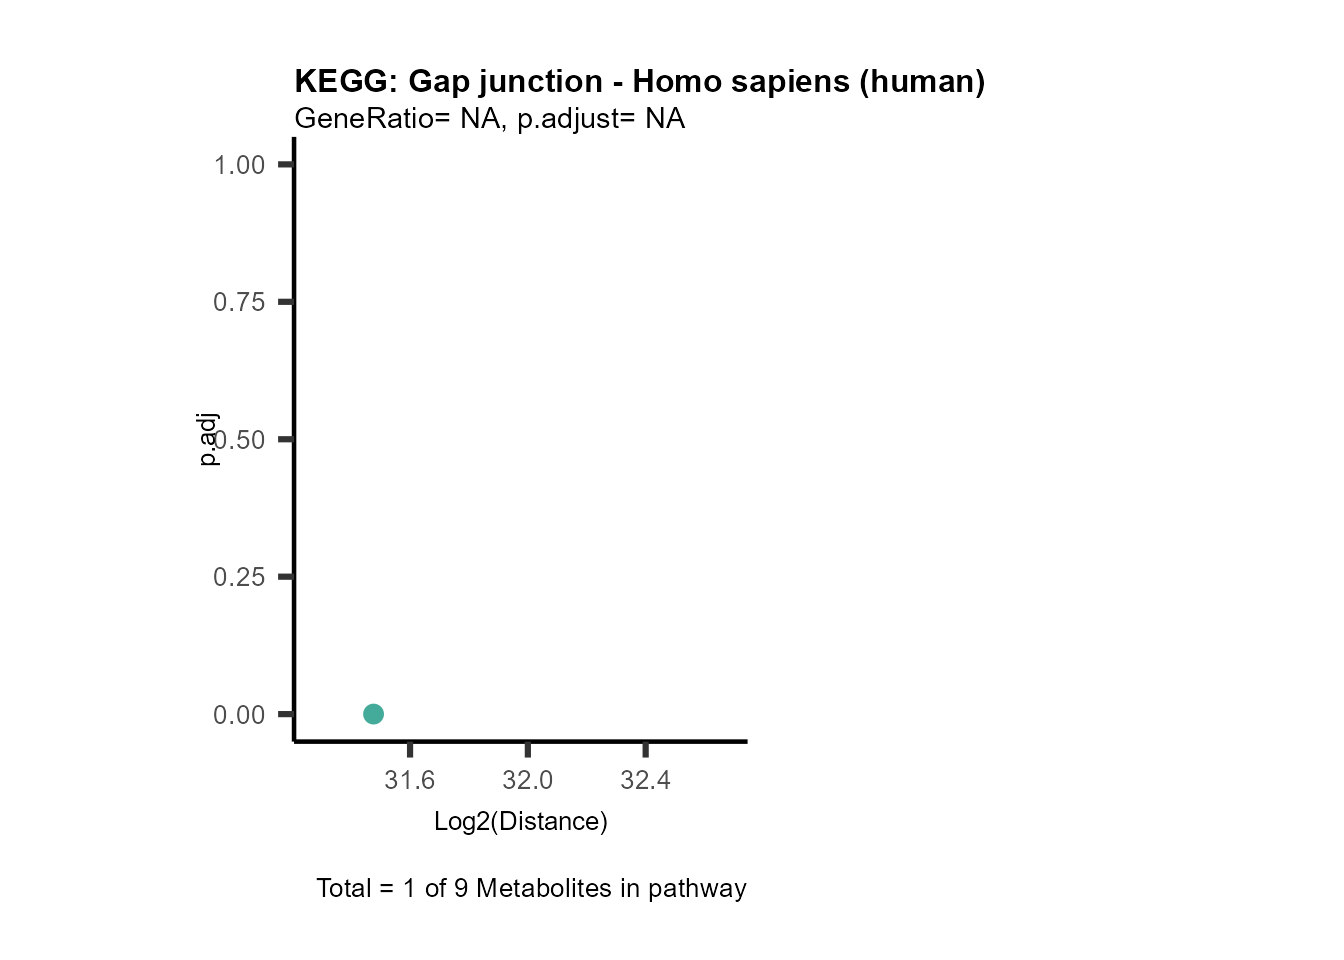 KEGG: Gap junction - Homo sapiens (human)
GeneRatio= NA, p.adjust= NA
1.00
0.75
p.adj
0.50
0.25
0.00
31.6 32.0 32.4
Log2(Distance)
Total = 1 of 9 Metabolites in pathway